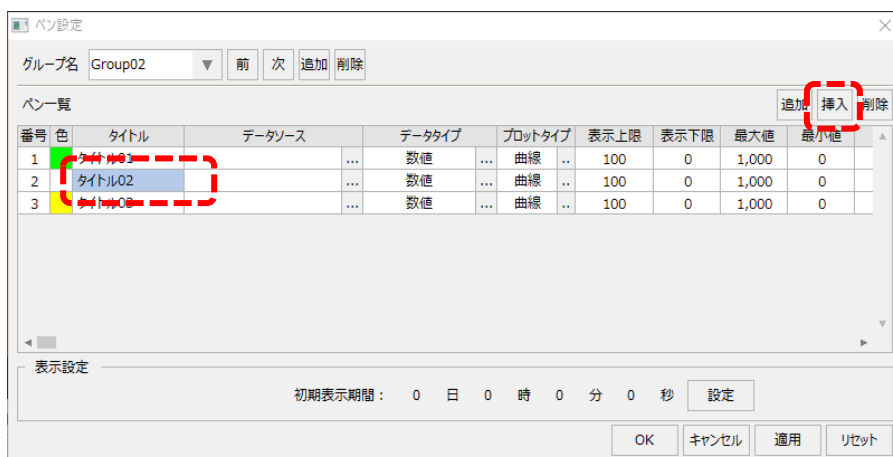 ペン設定
グループ名 Group02 前 次 追加 削除
ペン一覧 追加 挿入 削除
番号 色 タイトル データソース データタイプ プロットタイプ 表示上限 表示下限 最大値 最小値
1 タイトル01 ... 数値 ... 曲線 .. 100 0 1,000 0
2 タイトル02 ... 数値 ... 曲線 .. 100 0 1,000 0
3 タイトル03 ... 数値 ... 曲線 .. 100 0 1,000 0
表示設定
初期表示期間： 0 日 0 時 0 分 0 秒 設定
OK キャンセル 適用 リセット